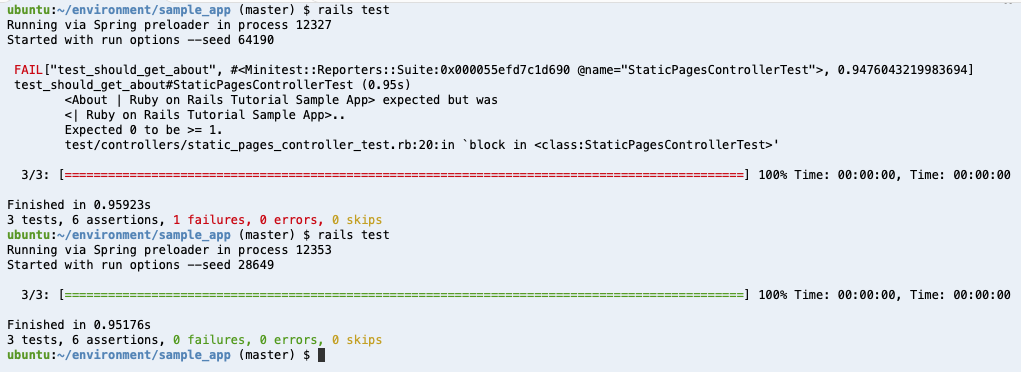 ubuntu:~/environment/sample_app (master) $ rails test
Running via Spring preloader in process 12327
Started with run options --seed 64190
FAIL["test_should_get_about", #<Minitest::Reporters::Suite:0x000055efd7c1d690 @name="StaticPagesControllerTest">, 0.9476043219983694]
test_should_get_about#StaticPagesControllerTest (0.95s)
<About | Ruby on Rails Tutorial Sample App> expected but was
<| Ruby on Rails Tutorial Sample App>..
Expected 0 to be >= 1.
test/controllers/static_pages_controller_test.rb:20:in `block in <class:StaticPagesControllerTest>'
3/3: [==============================================================================================] 100% Time: 00:00:00, Time: 00:00:00
Finished in 0.95923s
3 tests, 6 assertions, 1 failures, 0 errors, 0 skips
ubuntu:~/environment/sample_app (master) $ rails test
Running via Spring preloader in process 12353
Started with run options --seed 28649
3/3: [==============================================================================================] 100% Time: 00:00:00, Time: 00:00:00
Finished in 0.95176s
3 tests, 6 assertions, 0 failures, 0 errors, 0 skips
ubuntu:~/environment/sample_app (master) $